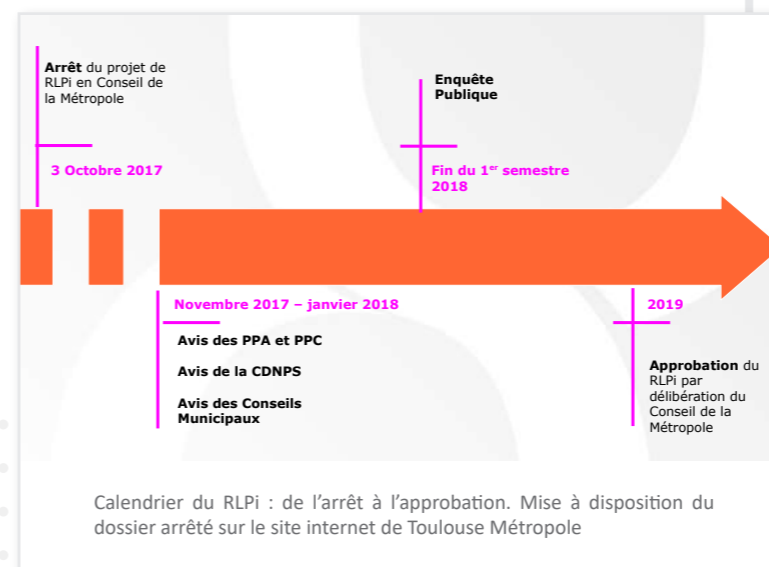 Arrêt du projet de
RLPi en Conseil de
la Métropole
3 Octobre 2017
Enquête
Publique
Fin du 1er semestre
2018
Novembre 2017 – janvier 2018
Avis des PPA et PPC
Avis de la CDNPS
Avis des Conseils
Municipaux
2019
Approbation du
RLPi par
délibération du
Conseil de la
Métropole
Calendrier du RLPi : de l'arrêt à l'approbation. Mise à disposition du
dossier arrêté sur le site internet de Toulouse Métropole